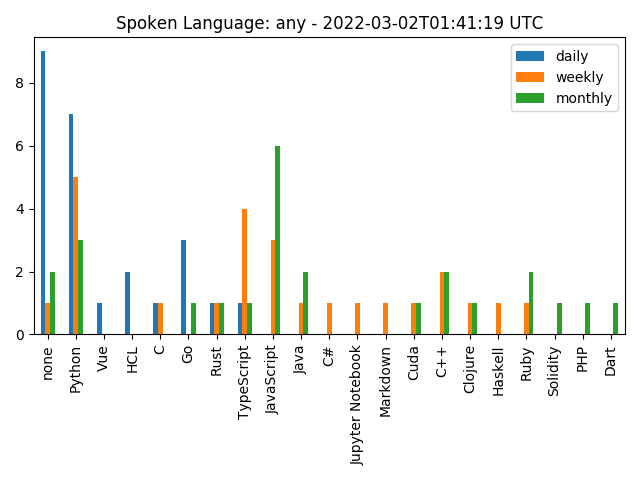 Spoken Language: any - 2022-03-02T01:41:19 UTC
daily
weekly
monthly
8
6
4
2
0
none
Python
Vue
HCL
C
Go
Rust
TypeScript
JavaScript
Java
C#
Jupyter Notebook
Markdown
Cuda
C++
Clojure
Haskell
Ruby
Solidity
PHP
Dart